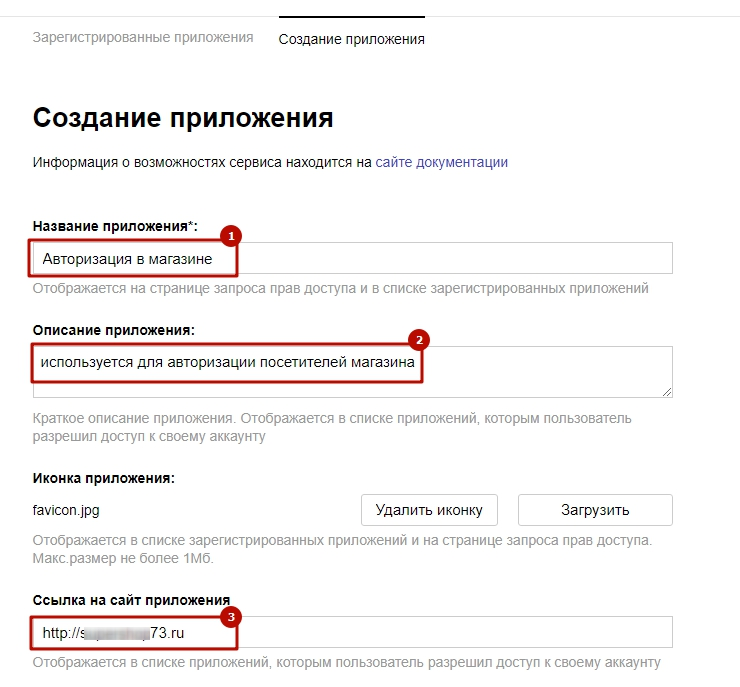 Зарегистрированные приложения
Создание приложения
Создание приложения
Информация о возможностях сервиса находится на сайте документации
Название приложения*:
1
Авторизация в магазине
Отображается на странице запроса прав доступа и в списке зарегистрированных приложений
Описание приложения:
2
используется для авторизации посетителей магазина
Краткое описание приложения. Отображается в списке приложений, которым пользователь
разрешил доступ к своему аккаунту
Иконка приложения:
favicon.jpg
Удалить иконку
Загрузить
Отображается в списке зарегистрированных приложений и на странице запроса прав доступа.
Макс.размер не более 1Мб.
Ссылка на сайт приложения
3
http://s 73.ru
Отображается в списке приложений, которым пользователь разрешил доступ к своему аккаунту